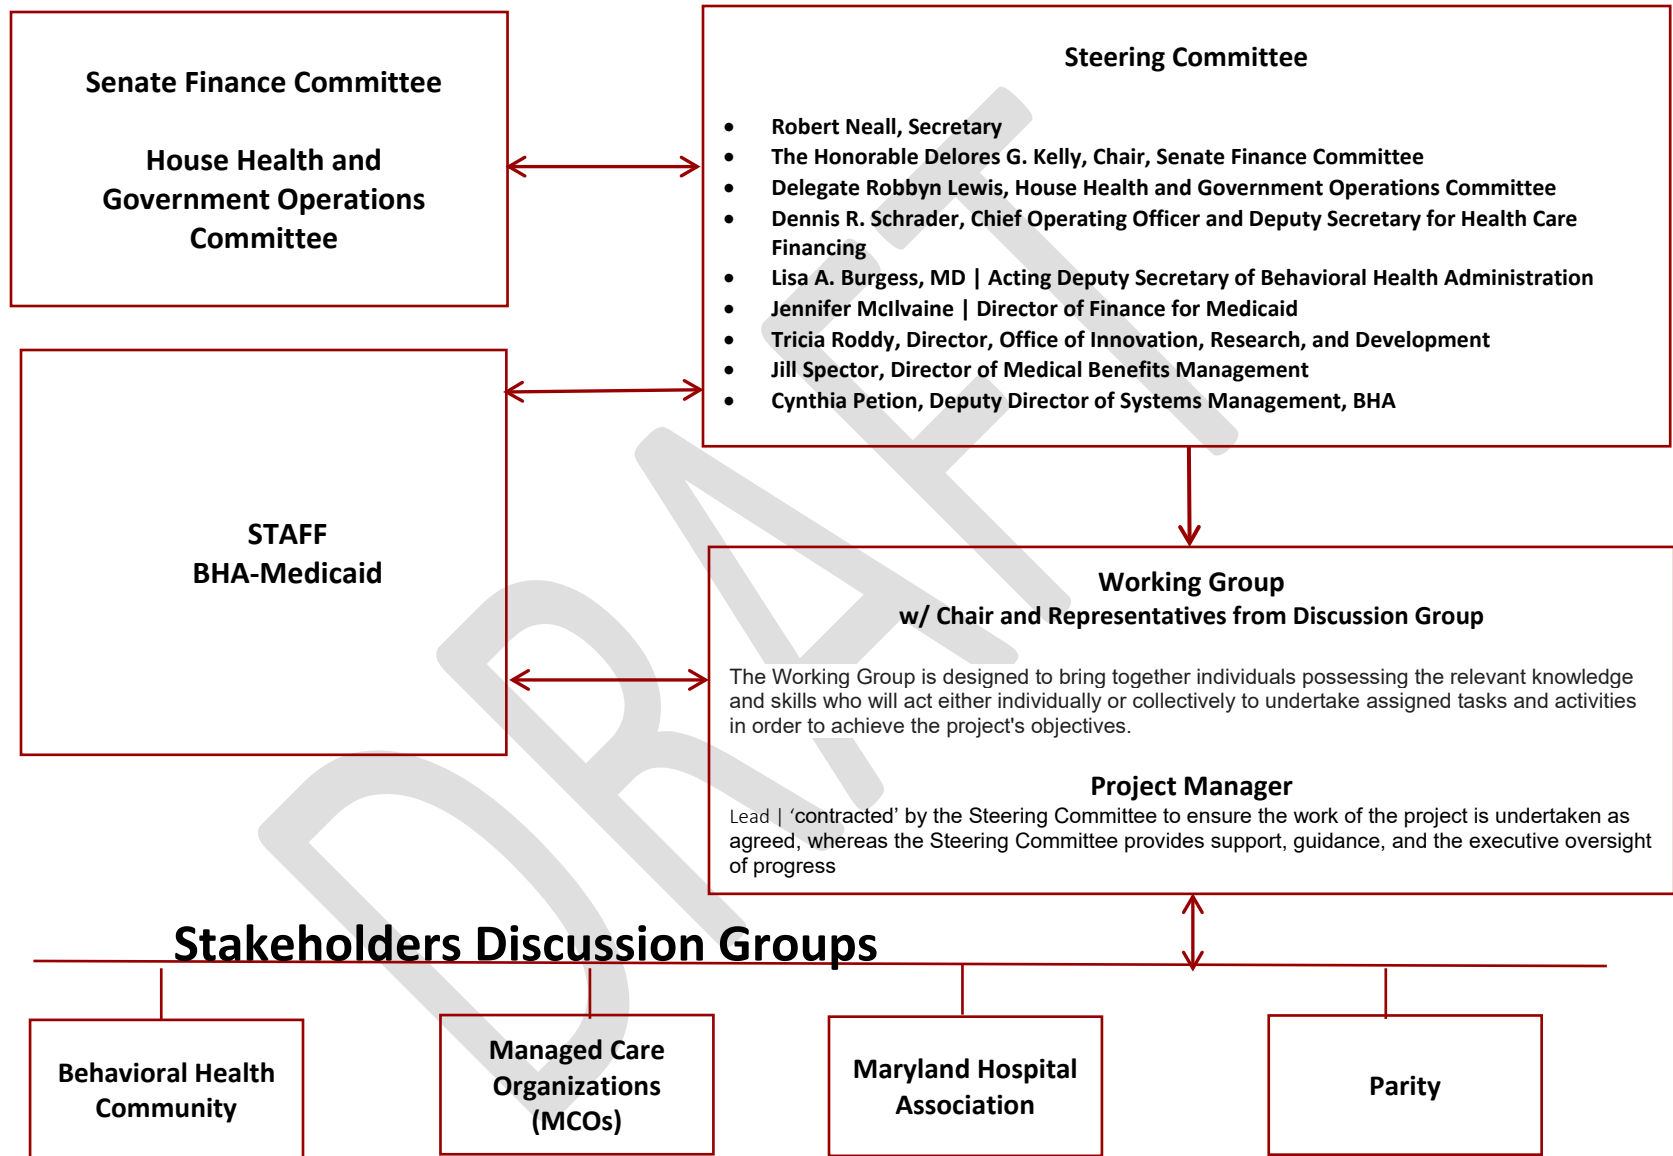 Senate Finance Committee
House Health and
Government Operations
Committee
Steering Committee
• Robert Neall, Secretary
• The Honorable Delores G. Kelly, Chair, Senate Finance Committee
• Delegate Robbyn Lewis, House Health and Government Operations Committee
• Dennis R. Schrader, Chief Operating Officer and Deputy Secretary for Health Care
Financing
• Lisa A. Burgess, MD | Acting Deputy Secretary of Behavioral Health Administration
• Jennifer McIlvaine | Director of Finance for Medicaid
• Tricia Roddy, Director, Office of Innovation, Research, and Development
• Jill Spector, Director of Medical Benefits Management
• Cynthia Petion, Deputy Director of Systems Management, BHA
STAFF
BHA-Medicaid
Working Group
w/ Chair and Representatives from Discussion Group
The Working Group is designed to bring together individuals possessing the relevant knowledge
and skills who will act either individually or collectively to undertake assigned tasks and activities
in order to achieve the project's objectives.
Project Manager
Lead | ‘contracted’ by the Steering Committee to ensure the work of the project is undertaken as
agreed, whereas the Steering Committee provides support, guidance, and the executive oversight
of progress
Stakeholders Discussion Groups
Behavioral Health
Community
Managed Care
Organizations
(MCOs)
Maryland Hospital
Association
Parity
DRAFT